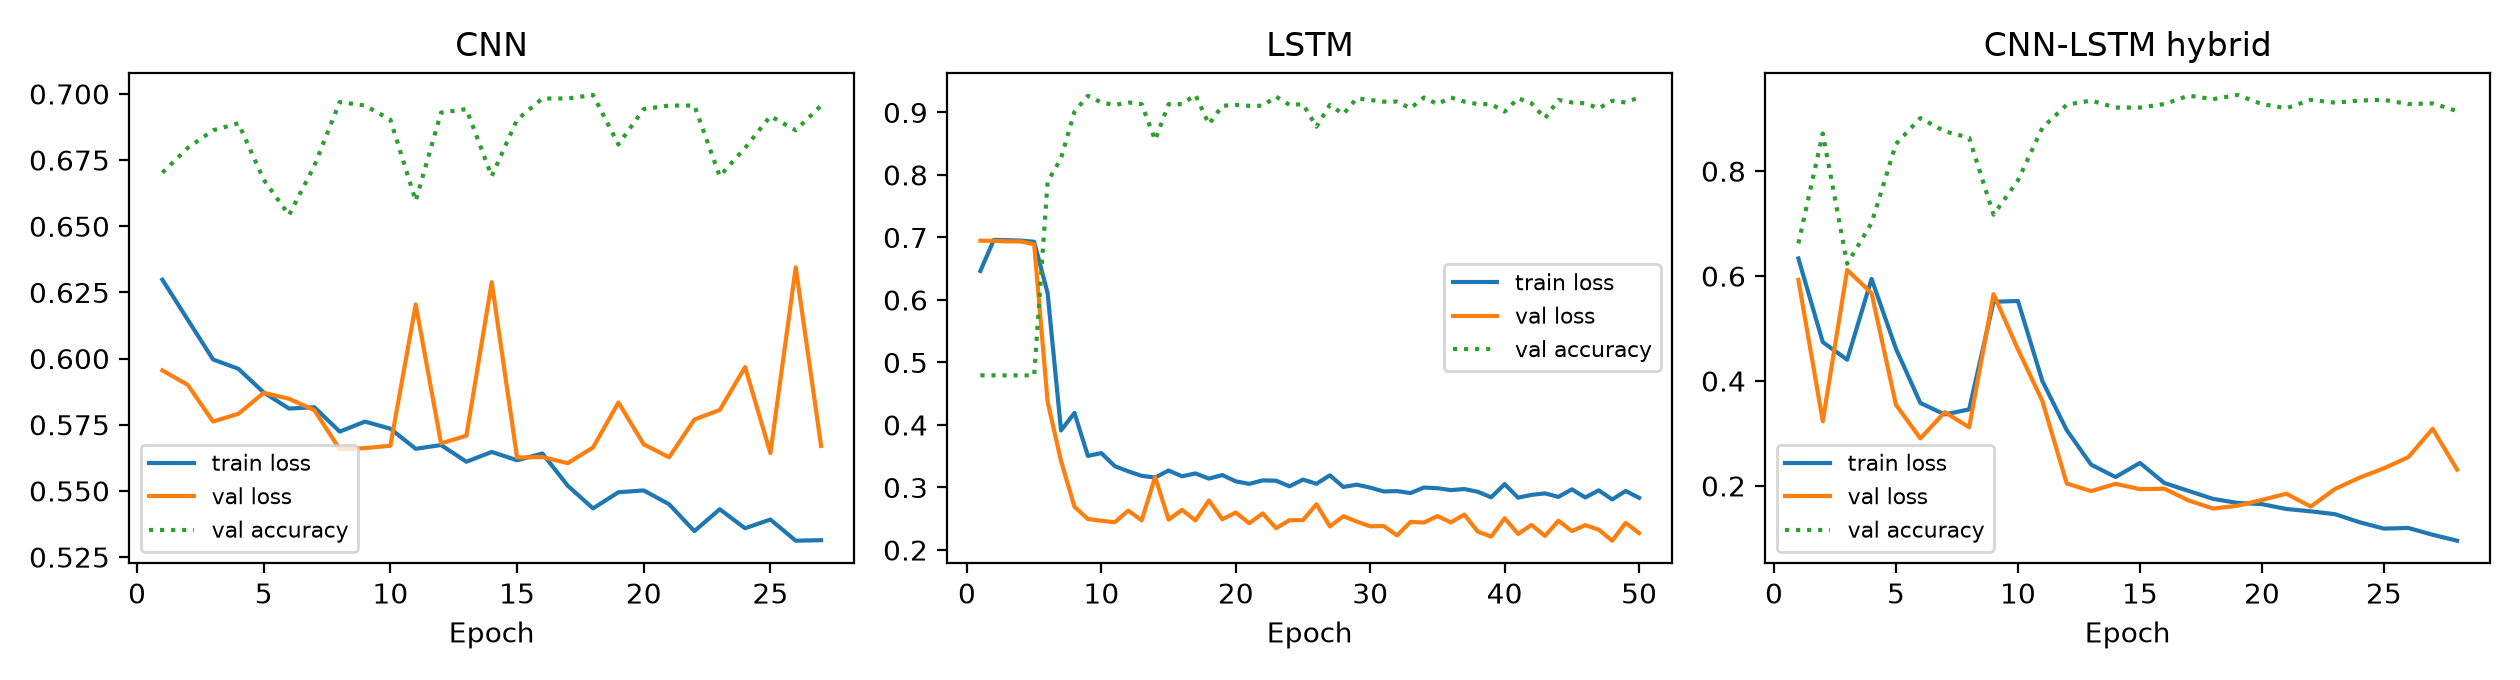 CNN
0.700
0.675
0.650
0.625
0.600
0.575
0.550
0.525
train loss
val loss
val accuracy
0 5 10 15 20 25
Epoch
LSTM
0.9
0.8
0.7
0.6
0.5
0.4
0.3
0.2
train loss
val loss
val accuracy
0 10 20 30 40 50
Epoch
CNN-LSTM hybrid
0.8
0.6
0.4
0.2
train loss
val loss
val accuracy
0 5 10 15 20 25
Epoch